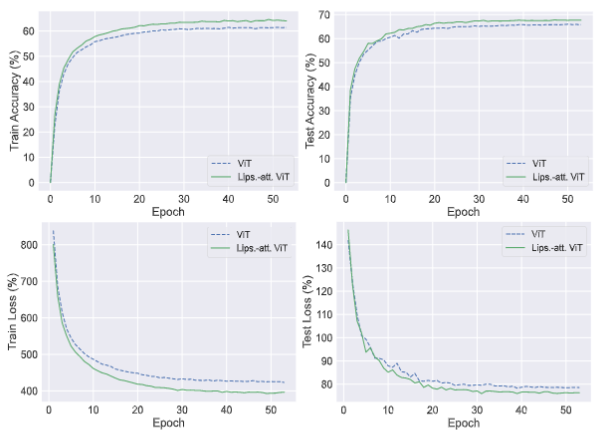 60
50
40
30
20
10
0
Train Accuracy (%)
ViT
Lips.-att. ViT
0 10 20 30 40 50
Epoch
70
60
50
40
30
20
10
0
Test Accuracy (%)
ViT
Lips.-att. ViT
0 10 20 30 40 50
Epoch
800
700
600
500
400
Train Loss (%)
ViT
Lips.-att. ViT
0 10 20 30 40 50
Epoch
140
130
120
110
100
90
80
Test Loss (%)
ViT
Lips.-att. ViT
0 10 20 30 40 50
Epoch